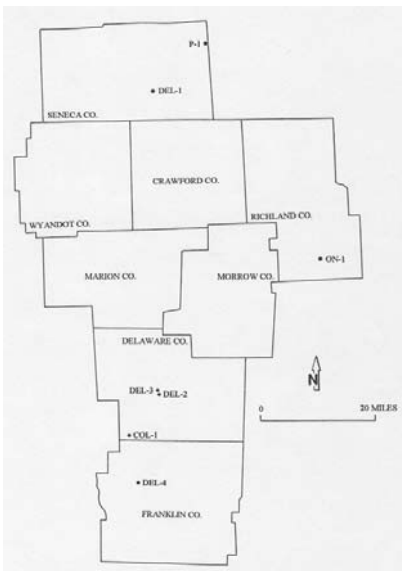 P-1
DEL-1
SENECA CO.
CRAWFORD CO.
WYANDOT CO.
RICHLAND CO.
ON-1
MARION CO.
MORROW CO.
DELAWARE CO.
DEL-3
DEL-2
N
0 20 MILES
COL-1
DEL-4
FRANKLIN CO.